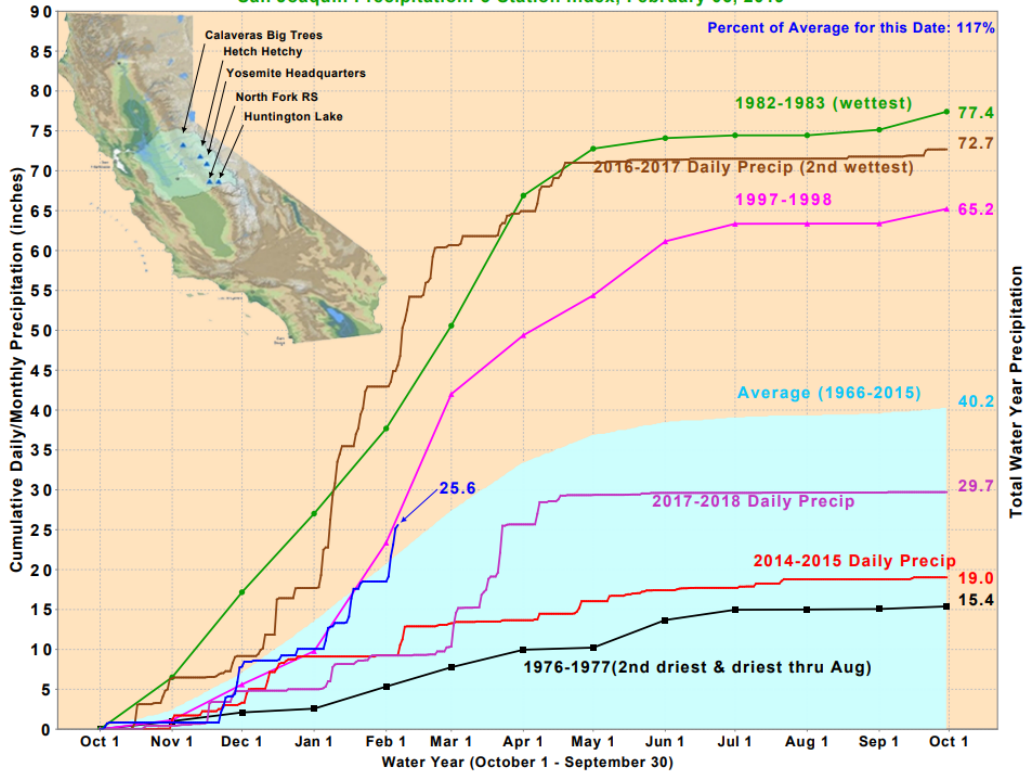 Percent of Average for this Date: 117%
Calaveras Big Trees
Hetch Hetchy
Yosemite Headquarters
North Fork RS
Huntington Lake
Cumulative Daily/Monthly Precipitation (inches)
90
85
80
75
70
65
60
55
50
45
40
35
30
25
20
15
10
5
0
1982-1983 (wettest)
77.4
72.7
2016-2017 Daily Precip (2nd wettest)
1997-1998
65.2
Average (1966-2015)
40.2
25.6
29.7
2017-2018 Daily Precip
2014-2015 Daily Precip
19.0
15.4
1976-1977(2nd driest & driest thru Aug)
Total Water Year Precipitation
Oct 1 Nov 1 Dec 1 Jan 1 Feb 1 Mar 1 Apr 1 May 1 Jun 1 Jul 1 Aug 1 Sep 1 Oct 1
Water Year (October 1 - September 30)